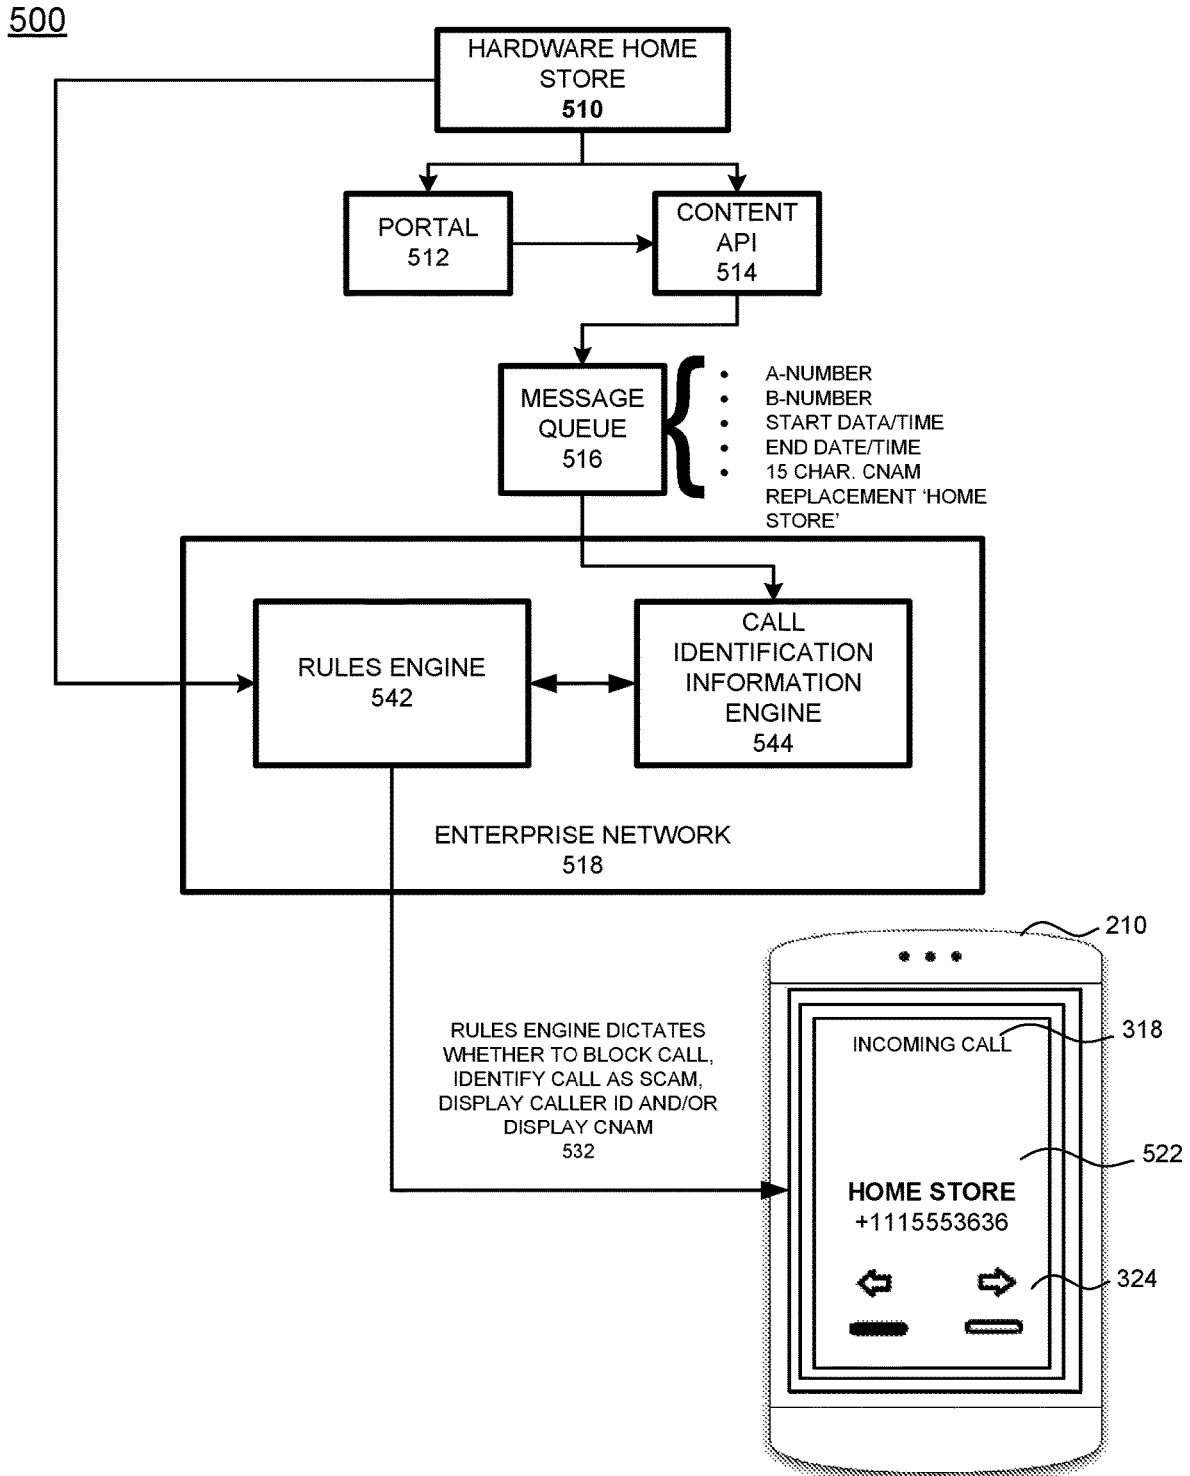 500
HARDWARE HOME
STORE
510
PORTAL
512
CONTENT
API
514
MESSAGE
QUEUE
516
• A-NUMBER
• B-NUMBER
• START DATA/TIME
• END DATE/TIME
• 15 CHAR. CNAM
REPLACEMENT ‘HOME
STORE’
RULES ENGINE
542
CALL
IDENTIFICATION
INFORMATION
ENGINE
544
ENTERPRISE NETWORK
518
RULES ENGINE DICTATES
WHETHER TO BLOCK CALL,
IDENTIFY CALL AS SCAM,
DISPLAY CALLER ID AND/OR
DISPLAY CNAM
532
210
INCOMING CALL
318
522
HOME STORE
+1115553636
324